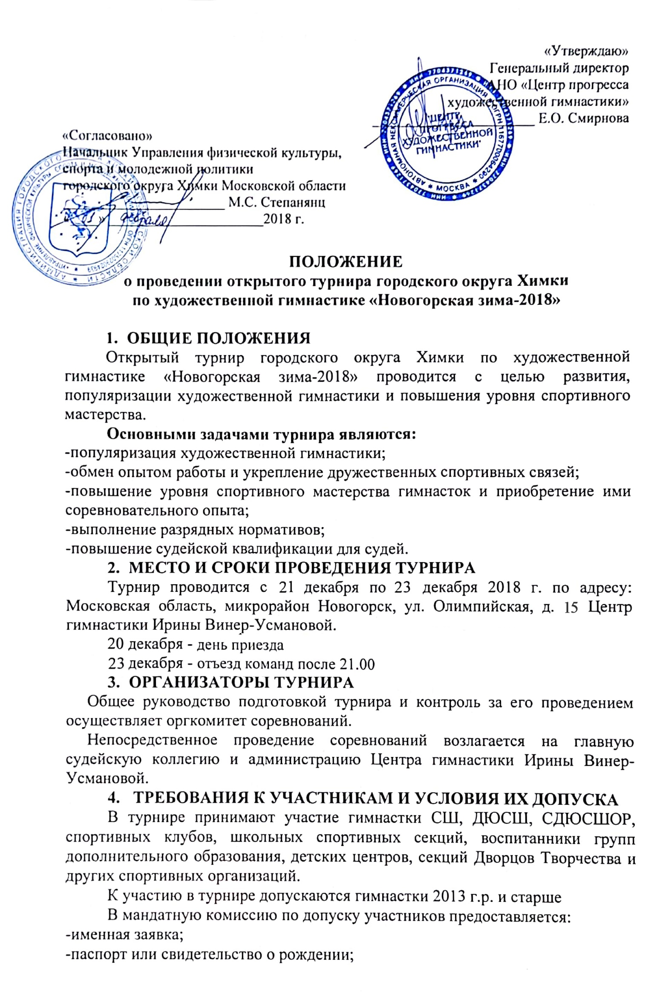 «Утверждаю»
Генеральный директор
АНО «Центр прогресса
художественной гимнастики»
Е.О. Смирнова
АВТОНОМНАЯ НЕКОММЕРЧЕСКАЯ ОРГАНИЗАЦИЯ * ОГРН 1167700064290 * МОСКВА *
"ЦЕНТР
ПРОГРЕССА
ХУДОЖЕСТВЕННОЙ
ГИМНАСТИКИ"
«Согласовано»
Начальник Управления физической культуры,
спорта и молодежной политики
городского округа Химки Московской области
М.С. Степанянц
« » февраля 2018 г.
ПОЛОЖЕНИЕ
о проведении открытого турнира городского округа Химки
по художественной гимнастике «Новогорская зима-2018»
1. ОБЩИЕ ПОЛОЖЕНИЯ
Открытый турнир городского округа Химки по художественной
гимнастике «Новогорская зима-2018» проводится с целью развития,
популяризации художественной гимнастики и повышения уровня спортивного
мастерства.
Основными задачами турнира являются:
-популяризация художественной гимнастики;
-обмен опытом работы и укрепление дружественных спортивных связей;
-повышение уровня спортивного мастерства гимнасток и приобретение ими
соревновательного опыта;
-выполнение разрядных нормативов;
-повышение судейской квалификации для судей.
2. МЕСТО И СРОКИ ПРОВЕДЕНИЯ ТУРНИРА
Турнир проводится с 21 декабря по 23 декабря 2018 г. по адресу:
Московская область, микрорайон Новогорск, ул. Олимпийская, д. 15 Центр
гимнастики Ирины Винер-Усмановой.
20 декабря - день приезда
23 декабря - отъезд команд после 21.00
3. ОРГАНИЗАТОРЫ ТУРНИРА
Общее руководство подготовкой турнира и контроль за его проведением
осуществляет оргкомитет соревнований.
Непосредственное проведение соревнований возлагается на главную
судейскую коллегию и администрацию Центра гимнастики Ирины Винер-
Усмановой.
4. ТРЕБОВАНИЯ К УЧАСТНИКАМ И УСЛОВИЯ ИХ ДОПУСКА
В турнире принимают участие гимнастки СШ, ДЮСШ, СДЮСШОР,
спортивных клубов, школьных спортивных секций, воспитанники групп
дополнительного образования, детских центров, секций Дворцов Творчества и
других спортивных организаций.
К участию в турнире допускаются гимнастки 2013 г.р. и старше
В мандатную комиссию по допуску участников предоставляется:
-именная заявка;
-паспорт или свидетельство о рождении;